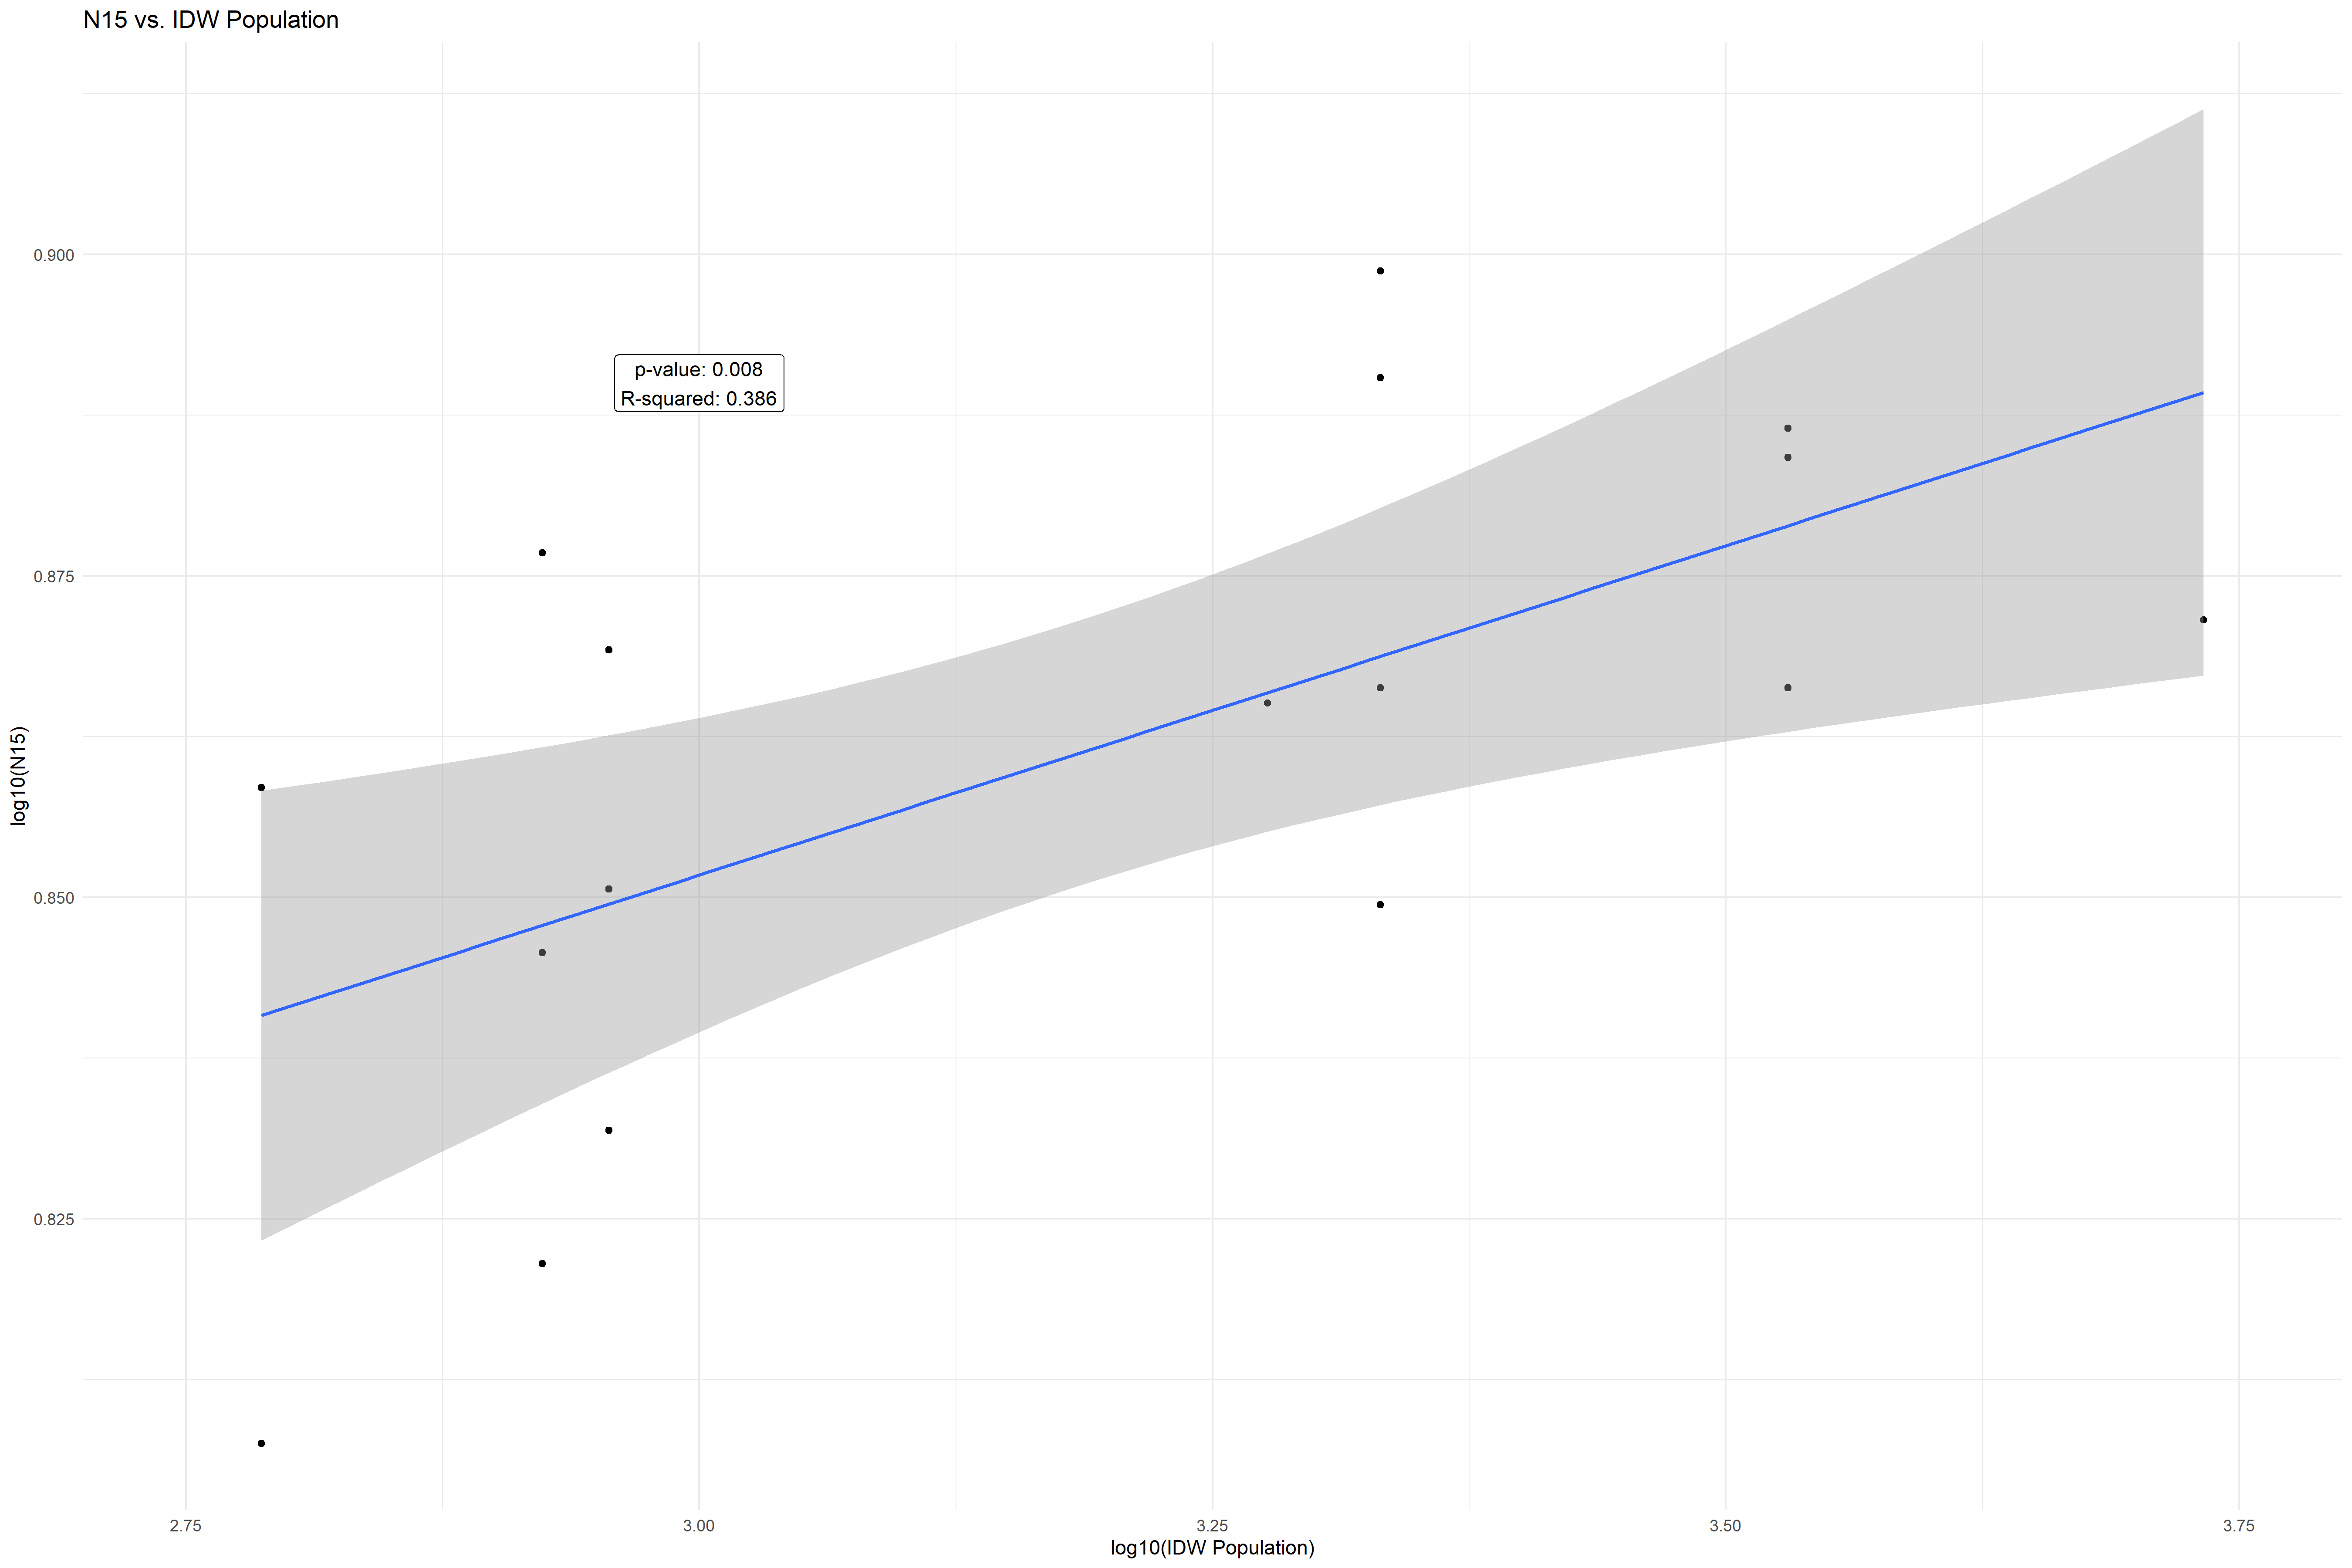 N15 vs. IDW Population
p-value: 0.008
R-squared: 0.386
log10(N15)
0.900
0.875
0.850
0.825
2.75 3.00 3.25 3.50 3.75
log10(IDW Population)